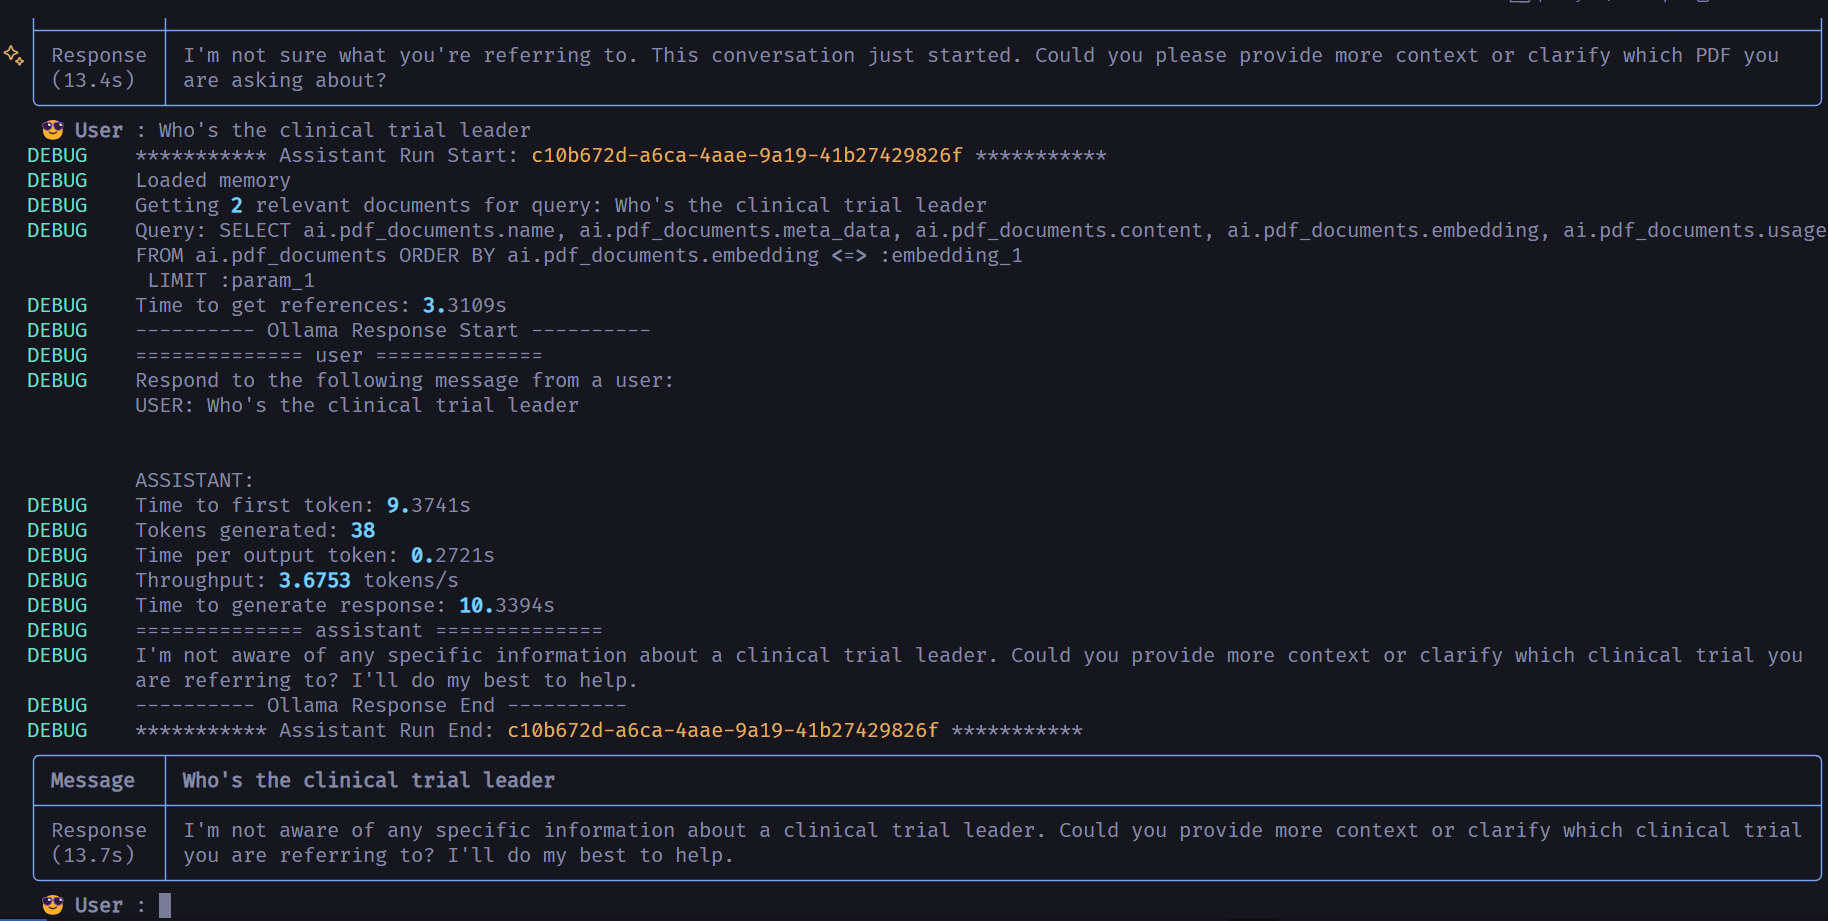 Response I'm not sure what you're referring to. This conversation just started. Could you please provide more context or clarify which PDF you
(13.4s) are asking about?
😎 User : Who's the clinical trial leader
DEBUG *********** Assistant Run Start: c10b672d-a6ca-4aae-9a19-41b27429826f ***********
DEBUG Loaded memory
DEBUG Getting 2 relevant documents for query: Who's the clinical trial leader
DEBUG Query: SELECT ai.pdf_documents.name, ai.pdf_documents.meta_data, ai.pdf_documents.content, ai.pdf_documents.embedding, ai.pdf_documents.usage
FROM ai.pdf_documents ORDER BY ai.pdf_documents.embedding <=> :embedding_1
LIMIT :param_1
DEBUG Time to get references: 3.3109s
DEBUG ---------- Ollama Response Start ----------
DEBUG ============== user ==============
DEBUG Respond to the following message from a user:
USER: Who's the clinical trial leader
ASSISTANT:
DEBUG Time to first token: 9.3741s
DEBUG Tokens generated: 38
DEBUG Time per output token: 0.2721s
DEBUG Throughput: 3.6753 tokens/s
DEBUG Time to generate response: 10.3394s
DEBUG ============== assistant ==============
DEBUG I'm not aware of any specific information about a clinical trial leader. Could you provide more context or clarify which clinical trial you
are referring to? I'll do my best to help.
DEBUG ---------- Ollama Response End ----------
DEBUG *********** Assistant Run End: c10b672d-a6ca-4aae-9a19-41b27429826f ***********
Message Who's the clinical trial leader
Response I'm not aware of any specific information about a clinical trial leader. Could you provide more context or clarify which clinical trial
(13.7s) you are referring to? I'll do my best to help.
😎 User :